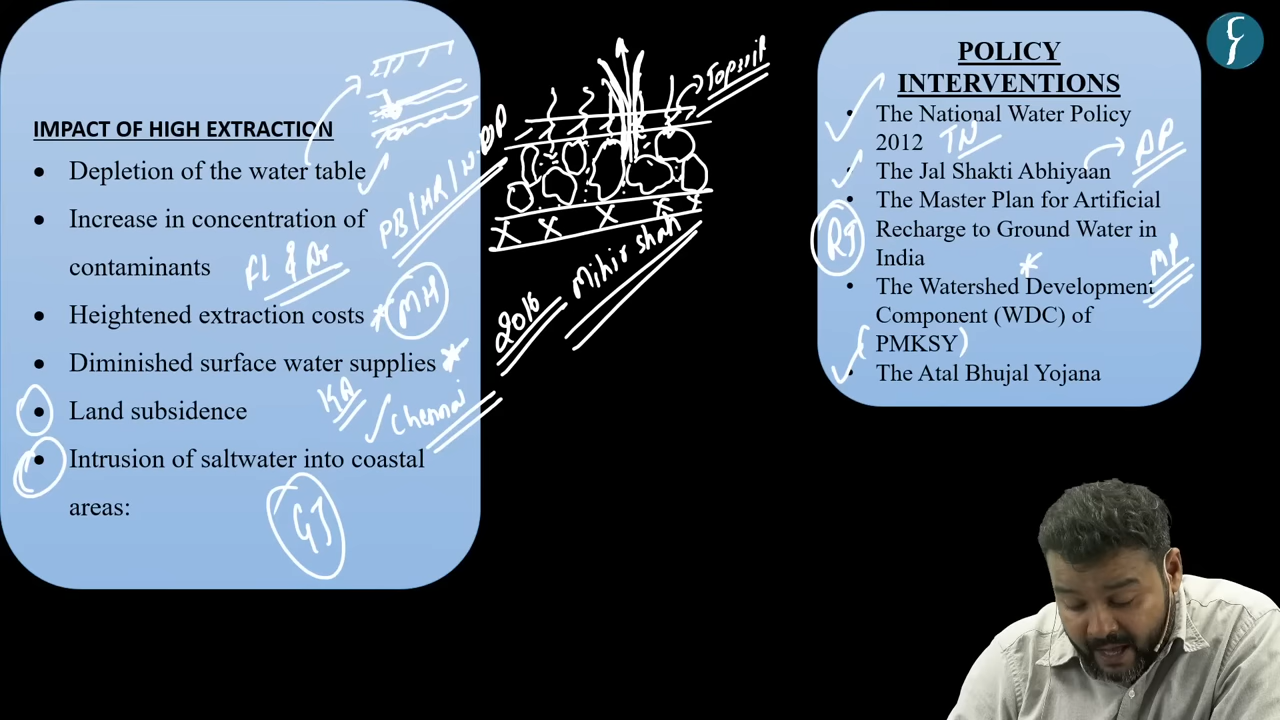 IMPACT OF HIGH EXTRACTION
Depletion of the water table
Increase in concentration of
contaminants
Fl & Ar
Heightened extraction costs
MH
Diminished surface water supplies
KA
Chennai
Land subsidence
Intrusion of saltwater into coastal
areas:
GJ
PB/HR/W.UP
Topsoil
2016 Mihir Shah
POLICY
INTERVENTIONS
The National Water Policy
2012
TN
The Jal Shakti Abhiyaan
AP
The Master Plan for Artificial
Recharge to Ground Water in
India
RJ
The Watershed Development
MP
Component (WDC) of
PMKSY
The Atal Bhujal Yojana